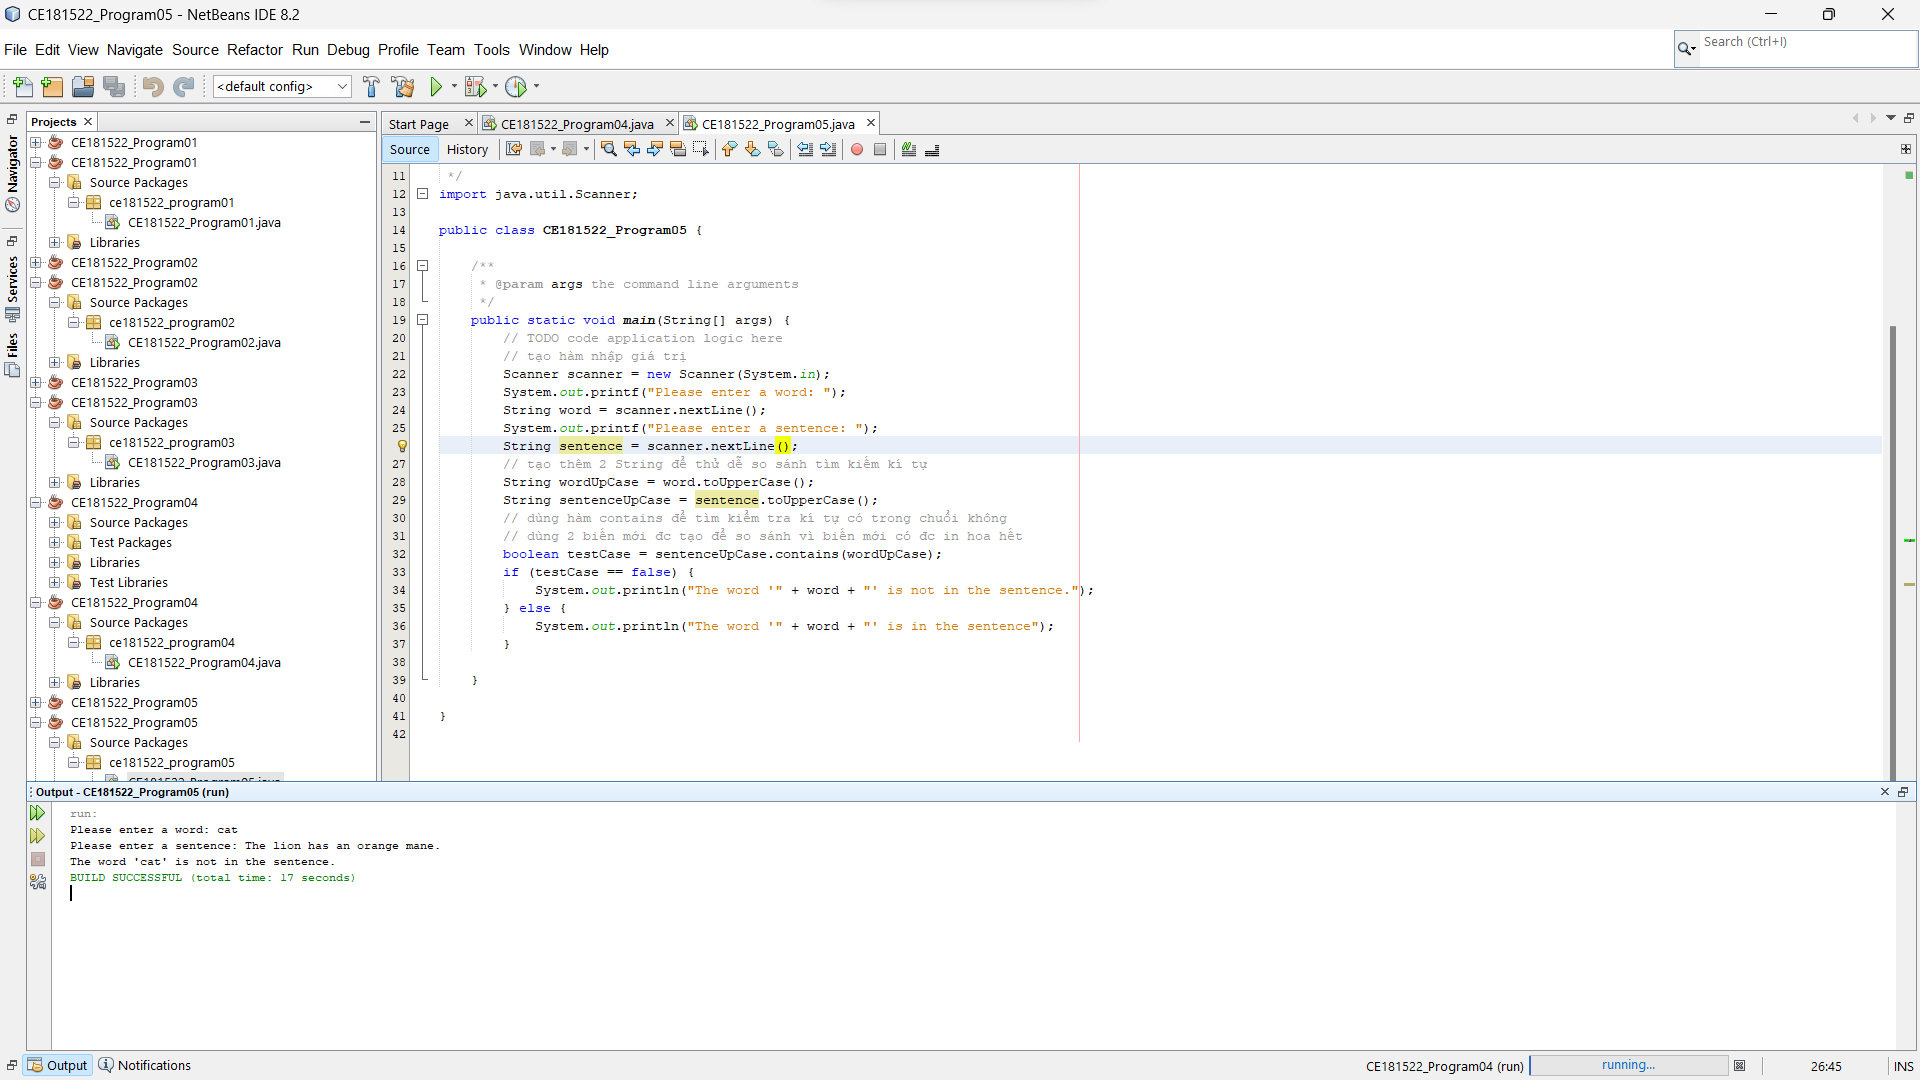 CE181522_Program05 - NetBeans IDE 8.2
File Edit View Navigate Source Refactor Run Debug Profile Team Tools Window Help
Search (Ctrl+I)
<default config>
Navigator
Services
Files
Projects
CE181522_Program01
CE181522_Program01
Source Packages
ce181522_program01
CE181522_Program01.java
Libraries
CE181522_Program02
CE181522_Program02
Source Packages
ce181522_program02
CE181522_Program02.java
Libraries
CE181522_Program03
CE181522_Program03
Source Packages
ce181522_program03
CE181522_Program03.java
Libraries
CE181522_Program04
Source Packages
Test Packages
Libraries
Test Libraries
CE181522_Program04
Source Packages
ce181522_program04
CE181522_Program04.java
Libraries
CE181522_Program05
CE181522_Program05
Source Packages
ce181522_program05
CE181522_Program05.java
Start Page CE181522_Program04.java CE181522_Program05.java
Source History
11 */
12 import java.util.Scanner;
13
14 public class CE181522_Program05 {
15
16 /**
17 * @param args the command line arguments
18 */
19 public static void main(String[] args) {
20 // TODO code application logic here
21 // tạo hàm nhập giá trị
22 Scanner scanner = new Scanner(System.in);
23 System.out.printf("Please enter a word: ");
24 String word = scanner.nextLine();
25 System.out.printf("Please enter a sentence: ");
String sentence = scanner.nextLine();
27 // tạo thêm 2 String để thử dễ so sánh tìm kiếm kí tự
28 String wordUpCase = word.toUpperCase();
29 String sentenceUpCase = sentence.toUpperCase();
30 // dùng hàm contains để tìm kiểm tra kí tự có trong chuổi không
31 // dùng 2 biến mới đc tạo để so sánh vì biến mới có đc in hoa hết
32 boolean testCase = sentenceUpCase.contains(wordUpCase);
33 if (testCase == false) {
34 System.out.println("The word '" + word + "' is not in the sentence.");
35 } else {
36 System.out.println("The word '" + word + "' is in the sentence");
37 }
38
39 }
40
41 }
42
Output - CE181522_Program05 (run)
run:
Please enter a word: cat
Please enter a sentence: The lion has an orange mane.
The word 'cat' is not in the sentence.
BUILD SUCCESSFUL (total time: 17 seconds)
Output Notifications
CE181522_Program04 (run) running... 26:45 INS